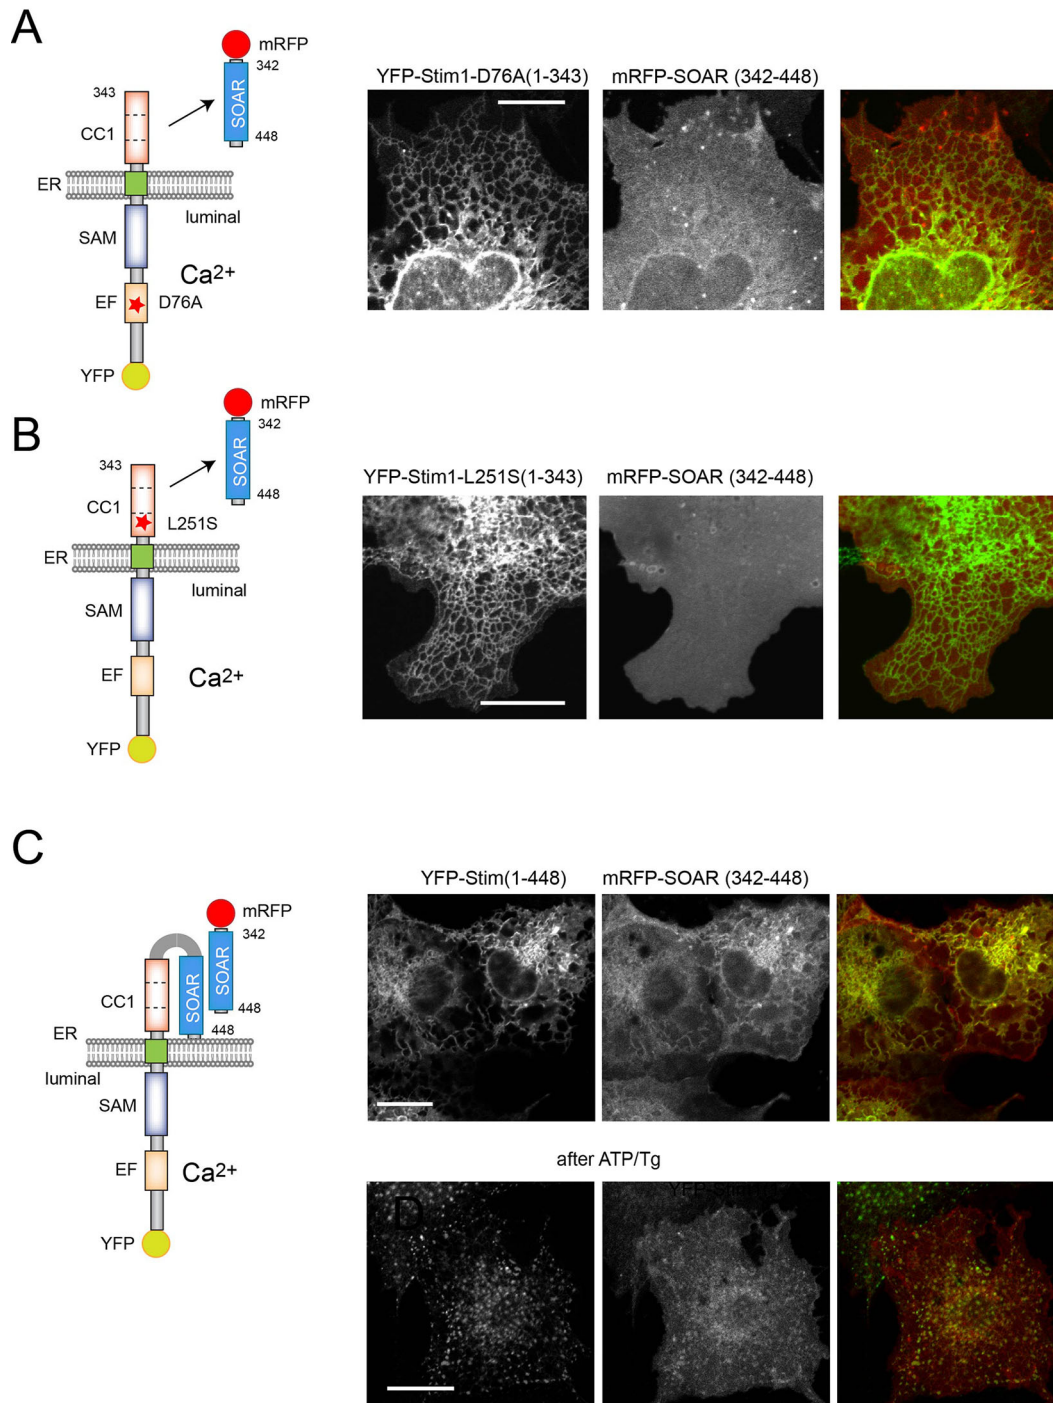 A
mRFP
342
SOAR
448
343
CC1
ER
luminal
SAM
Ca2+
EF
D76A
YFP
YFP-Stim1-D76A(1-343)
mRFP-SOAR (342-448)
B
mRFP
342
SOAR
448
343
CC1
L251S
ER
luminal
SAM
EF
Ca2+
YFP
YFP-Stim1-L251S(1-343)
mRFP-SOAR (342-448)
C
mRFP
342
SOAR
SOAR
CC1
448
448
ER
luminal
SAM
EF
Ca2+
YFP
YFP-Stim(1-448)
mRFP-SOAR (342-448)
after ATP/Tg
D